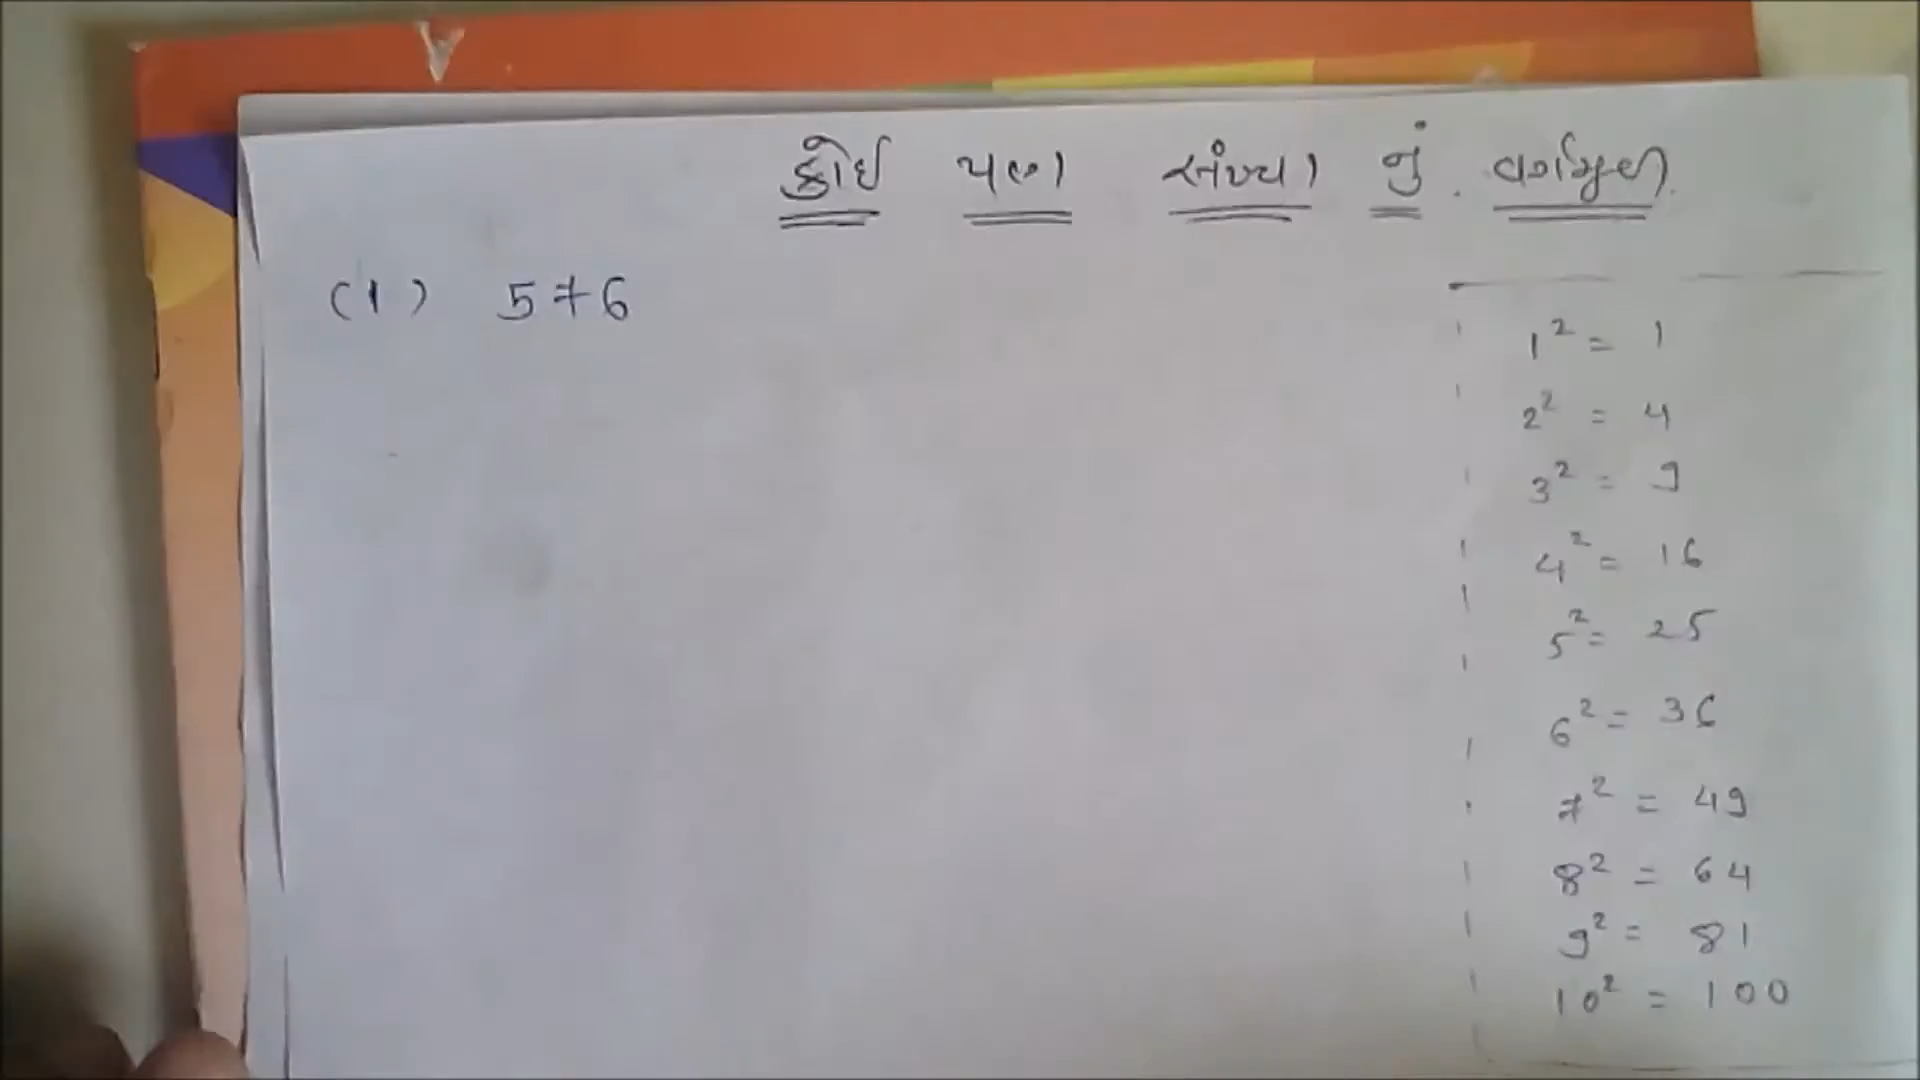 કોઇ પણ સંખ્યા નું વર્ગમુળ
(1) 576
1² = 1
2² = 4
3² = 9
4² = 16
5² = 25
6² = 36
7² = 49
8² = 64
9² = 81
10² = 100